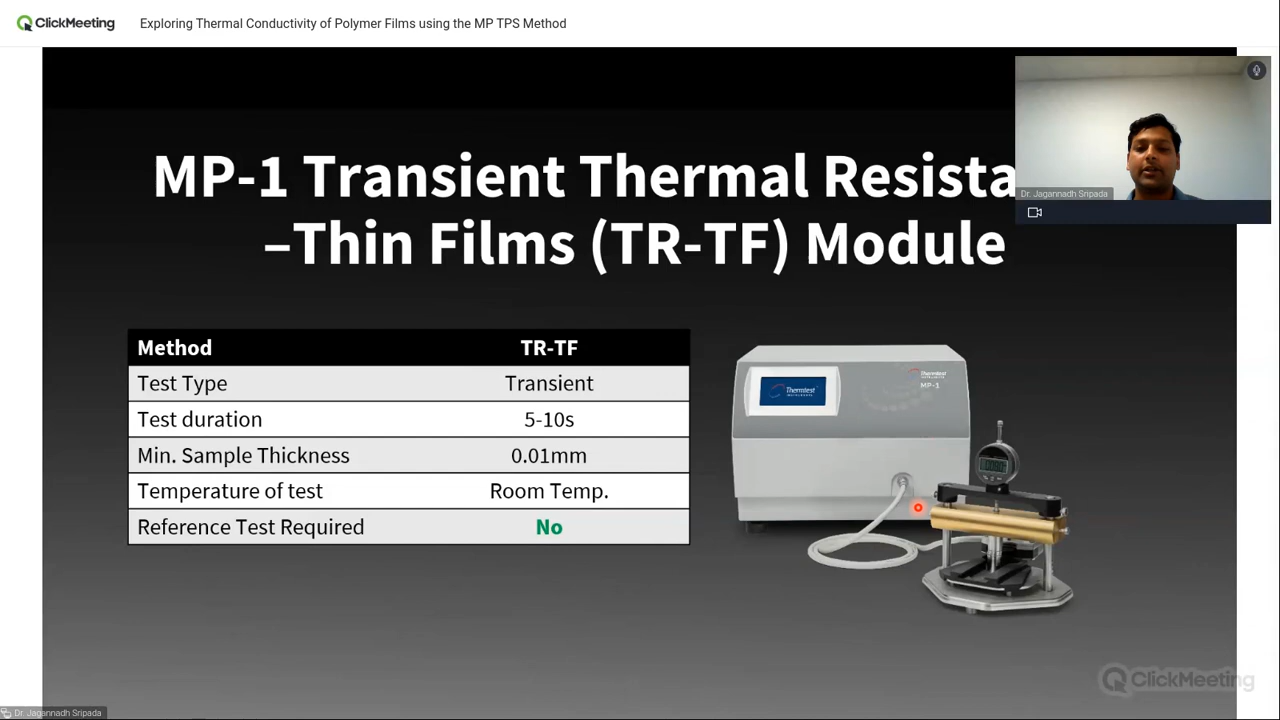 ClickMeeting
Exploring Thermal Conductivity of Polymer Films using the MP TPS Method
MP-1 Transient Thermal Resista
–Thin Films (TR-TF) Module
Dr. Jagannadh Sripada
Method TR-TF
Test Type Transient
Test duration 5-10s
Min. Sample Thickness 0.01mm
Temperature of test Room Temp.
Reference Test Required No
Thermtest
INSTRUMENTS
Thermtest
MP-1
ClickMeeting
Dr. Jagannadh Sripada